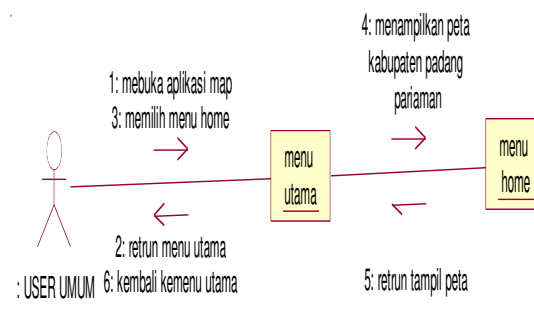 1: mebuka aplikasi map
3: memilih menu home
4: menampilkan peta
kabupaten padang
pariaman
menu
utama
menu
home
: USER UMUM
2: retrun menu utama
6: kembali kemenu utama
5: retrun tampil peta